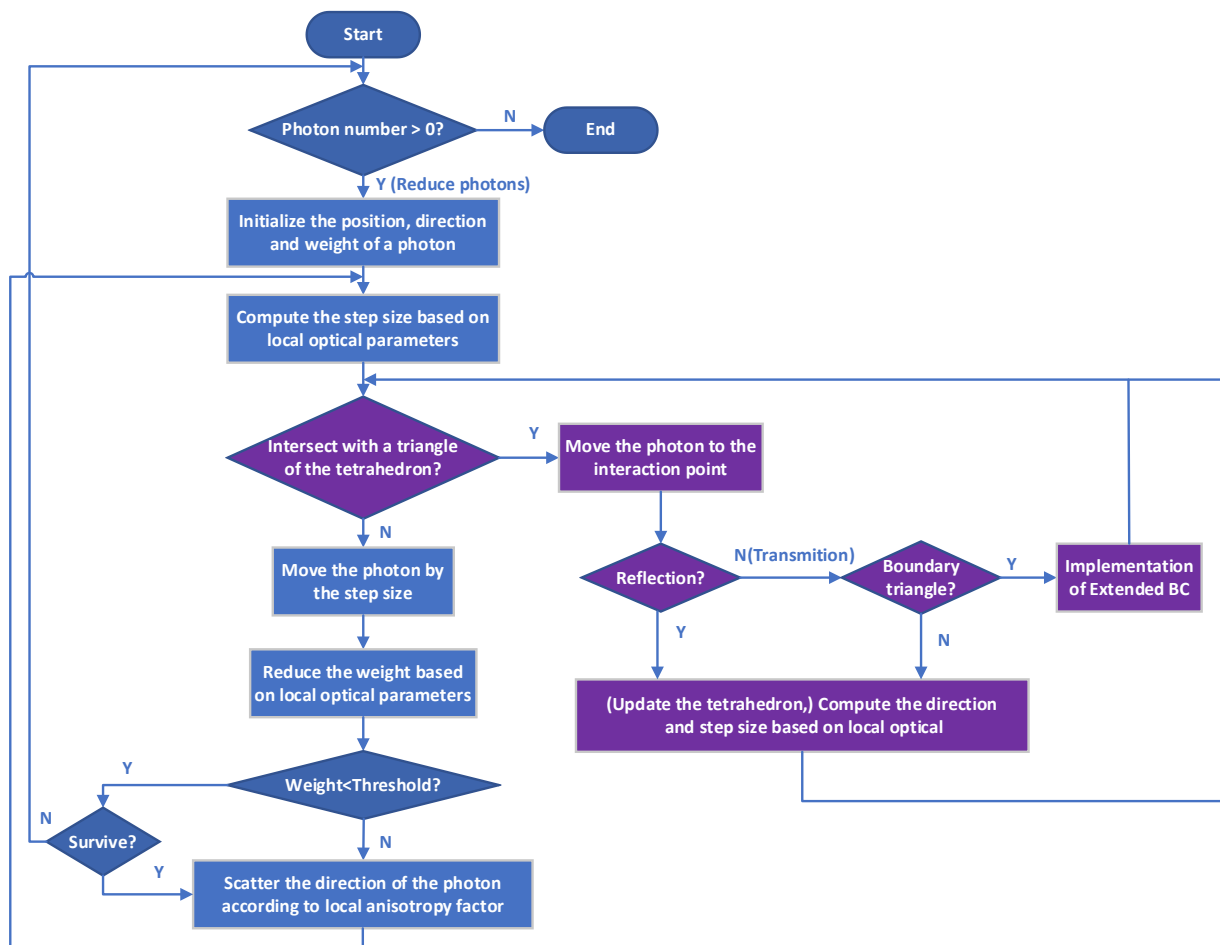 Start
Photon number > 0?
N
End
Y (Reduce photons)
Initialize the position, direction
and weight of a photon
Compute the step size based on
local optical parameters
Intersect with a triangle
of the tetrahedron?
Y
Move the photon to the
interaction point
N
Move the photon by
the step size
Reflection?
N(Transmition)
Boundary
triangle?
Y
Implementation
of Extended BC
Y
N
Reduce the weight based
on local optical parameters
(Update the tetrahedron,) Compute the direction
and step size based on local optical
Weight<Threshold?
Y
N
Survive?
N
Y
Scatter the direction of the photon
according to local anisotropy factor